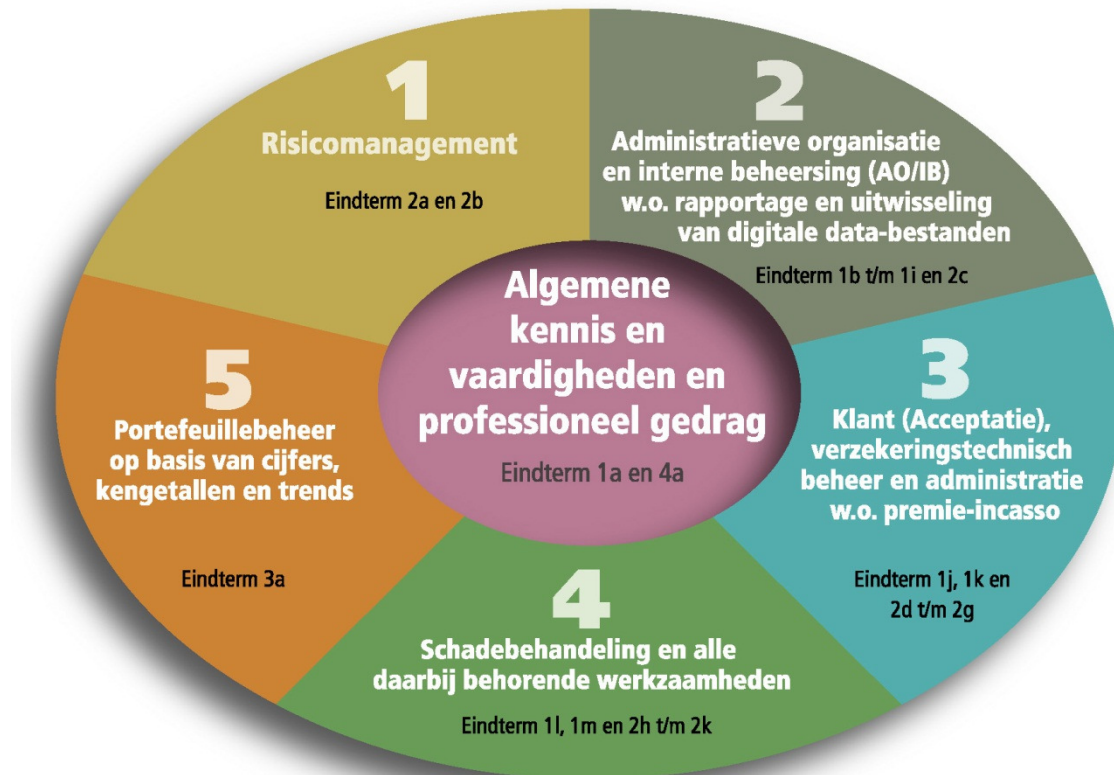 1
Risicomanagement
Eindterm 2a en 2b
2
Administratieve organisatie
en interne beheersing (AO/IB)
w.o. rapportage en uitwisseling
van digitale data-bestanden
Eindterm 1b t/m 1i en 2c
Algemene
kennis en
vaardigheden en
professioneel gedrag
Eindterm 1a en 4a
3
Klant (Acceptatie),
verzekeringstechnisch
beheer en administratie
w.o. premie-incasso
Eindterm 1j, 1k en
2d t/m 2g
4
Schadebehandeling en alle
daarbij behorende werkzaamheden
Eindterm 1l, 1m en 2h t/m 2k
5
Portefeuillebeheer
op basis van cijfers,
kengetallen en trends
Eindterm 3a